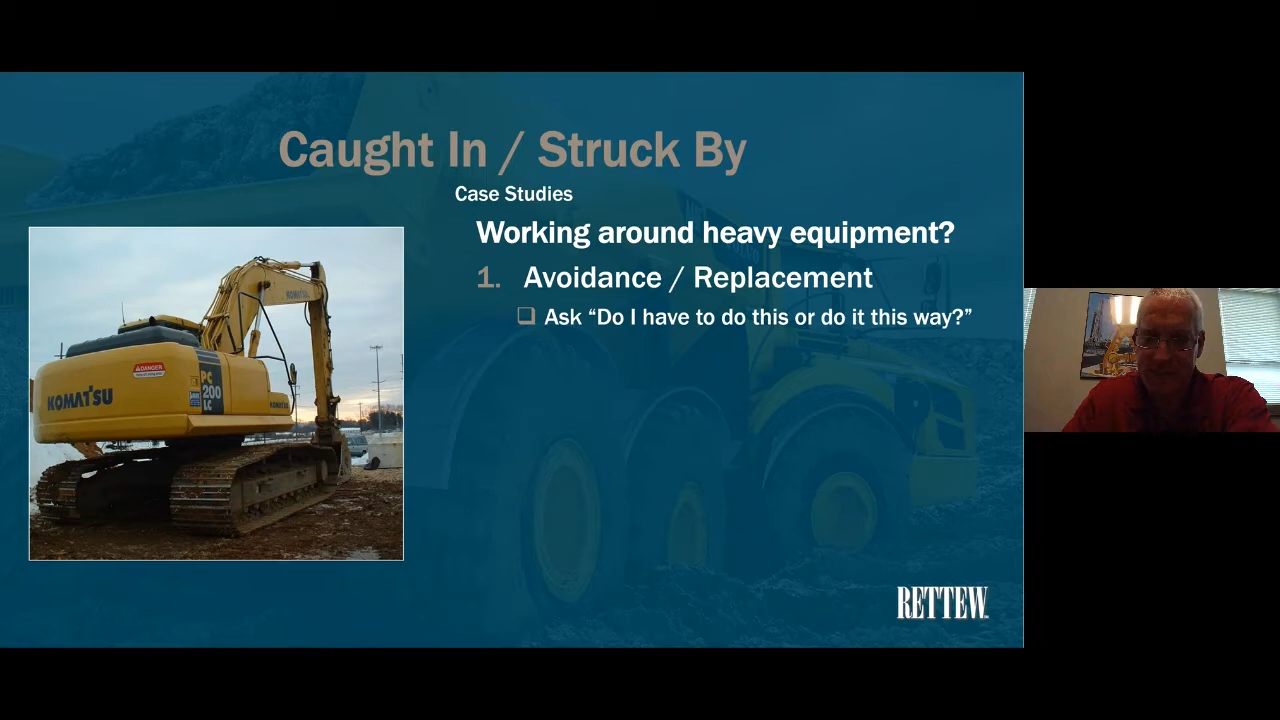 Caught In / Struck By
Case Studies
Working around heavy equipment?
1. Avoidance / Replacement
❑ Ask “Do I have to do this or do it this way?”
KOMATSU
DANGER
PC
200
LC
KOMATSU
KOMATSU
RETTEW